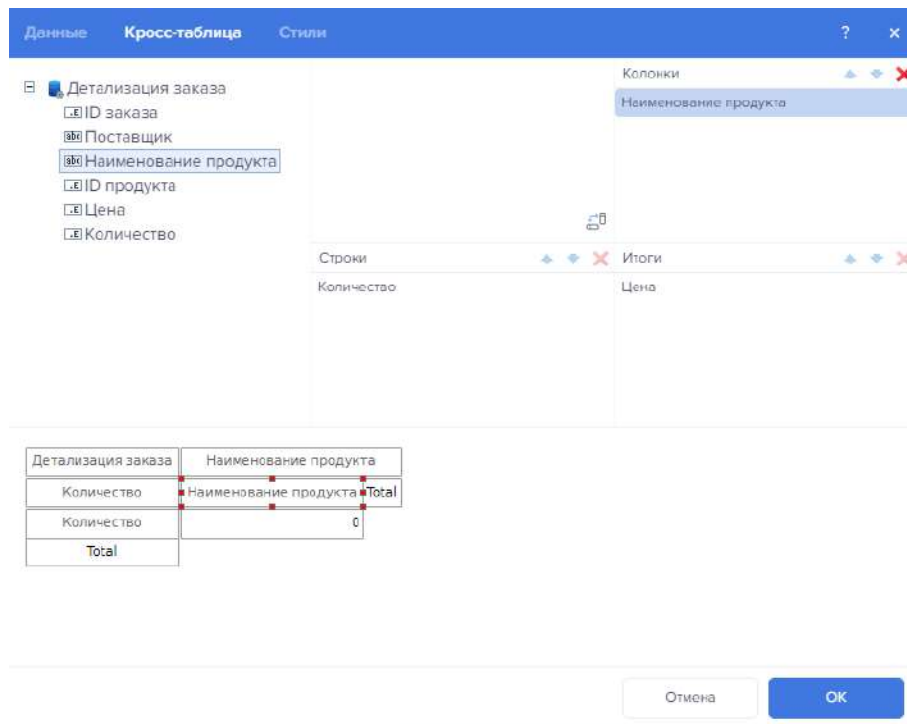 Данные Кросс-таблица Стили ? ×
Детализация заказа
ID заказа
Поставщик
Наименование продукта
ID продукта
Цена
Количество
Колонки
Наименование продукта
Строки
Количество
Итоги
Цена
Детализация заказа Наименование продукта
Количество Наименование продукта Total
Количество 0
Total
Отмена OK